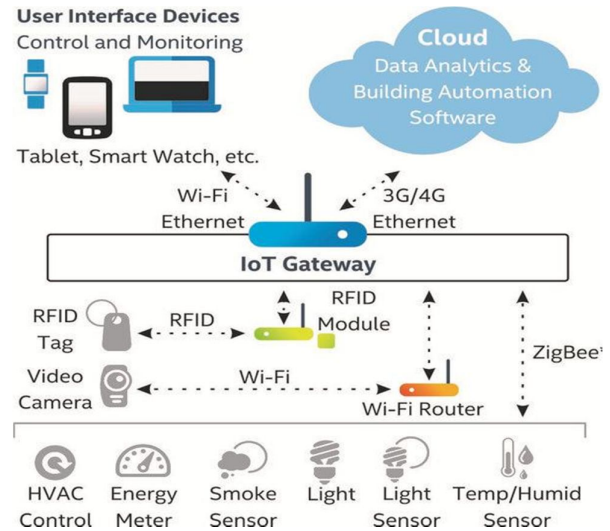 User Interface Devices
Control and Monitoring
Tablet, Smart Watch, etc.
Cloud
Data Analytics &
Building Automation
Software
Wi-Fi
Ethernet
3G/4G
Ethernet
IoT Gateway
RFID
Tag
RFID
RFID
Module
ZigBee*
Video
Camera
Wi-Fi
Wi-Fi Router
HVAC
Control
Energy
Meter
Smoke
Sensor
Light
Light
Sensor
Temp/Humid
Sensor